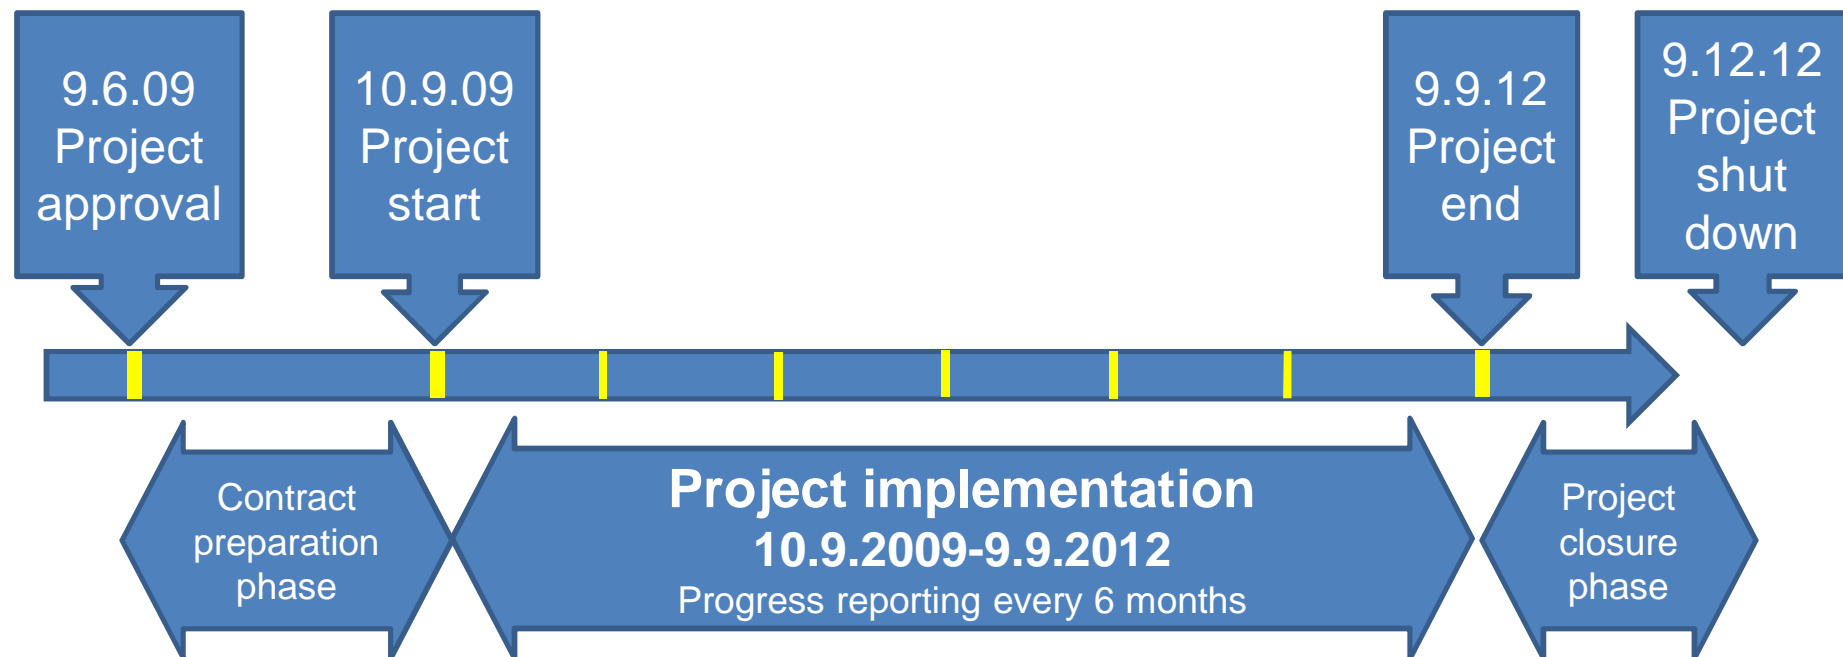 9.6.09
Project
approval
10.9.09
Project
start
9.9.12
Project
end
9.12.12
Project
shut
down
Contract
preparation
phase
Project implementation
10.9.2009-9.9.2012
Progress reporting every 6 months
Project
closure
phase